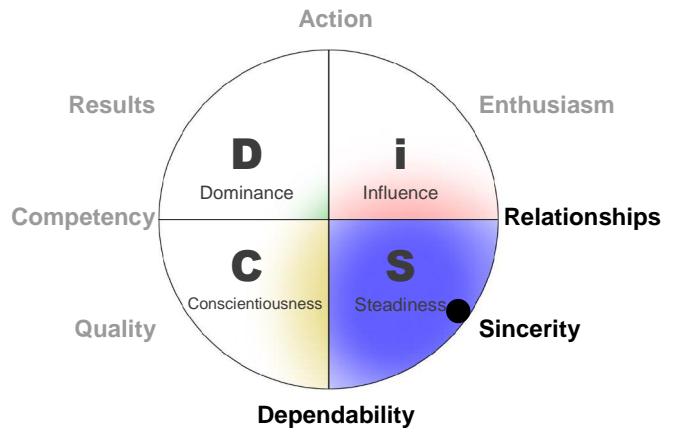 Action
Results
Enthusiasm
D
Dominance
i
Influence
Competency
Relationships
C
Conscientiousness
S
Steadiness
Quality
Sincerity
Dependability